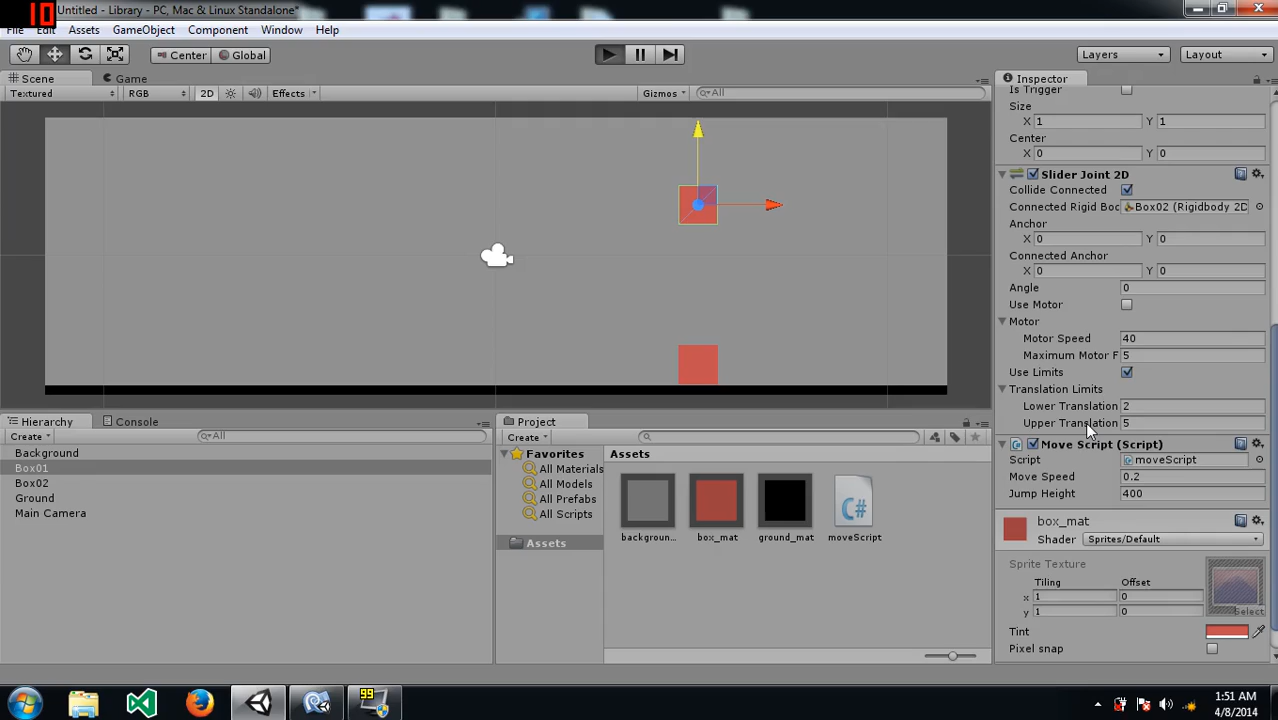 10
Untitled - Library - PC, Mac & Linux Standalone*
File Edit Assets GameObject Component Window Help
Center Global Layers Layout
Scene Game Inspector
Textured RGB 2D Effects Gizmos All
Is Trigger
Size
X 1 Y 1
Center
X 0 Y 0
Slider Joint 2D
Collide Connected
Connected Rigid Boc Box02 (Rigidbody 2D
Anchor
X 0 Y 0
Connected Anchor
X 0 Y 0
Angle 0
Use Motor
Motor
Motor Speed 40
Maximum Motor F 5
Use Limits
Translation Limits
Lower Translation 2
Upper Translation 5
Move Script (Script)
Script moveScript
Move Speed 0.2
Jump Height 400
box_mat
Shader Sprites/Default
Sprite Texture
Tiling Offset
x 1 0
y 1 0
Select
Tint
Pixel snap
Hierarchy Console
Create All
Background
Box01
Box02
Ground
Main Camera
Project
Create
Favorites
All Materials
All Models
All Prefabs
All Scripts
Assets
Assets
backgroun... box_mat ground_mat moveScript
C#
99
1:51 AM
4/8/2014